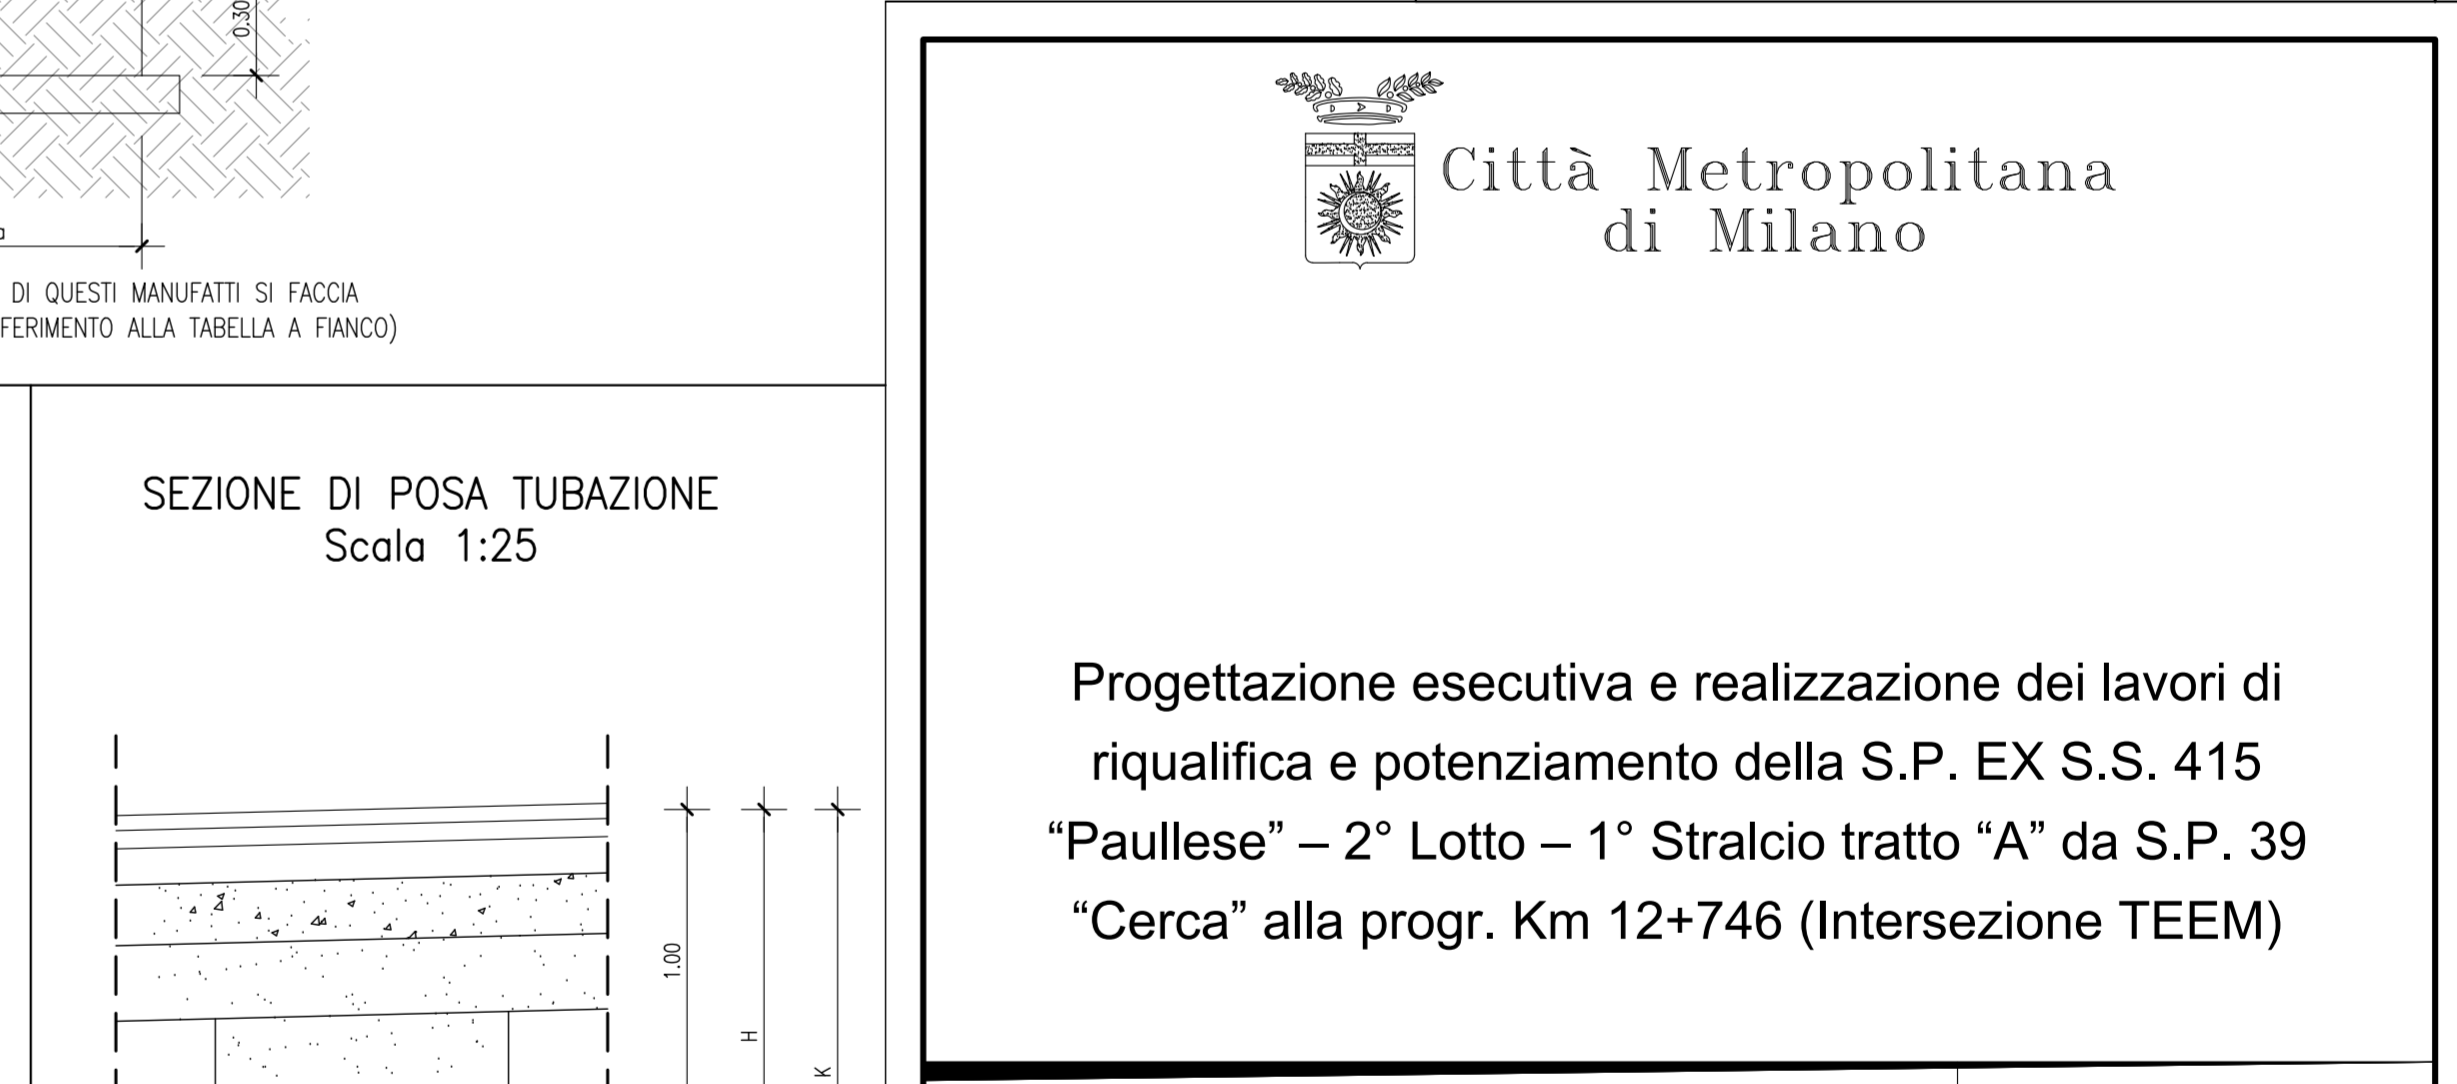 0.30
DI QUESTI MANUFATTI SI FACCIA
FERIMENTO ALLA TABELLA A FIANCO)
SEZIONE DI POSA TUBAZIONE
Scala 1:25
1.00
H
K
Città Metropolitana
di Milano
Progettazione esecutiva e realizzazione dei lavori di
riqualifica e potenziamento della S.P. EX S.S. 415
“Paullese” – 2° Lotto – 1° Stralcio tratto “A” da S.P. 39
“Cerca” alla progr. Km 12+746 (Intersezione TEEM)